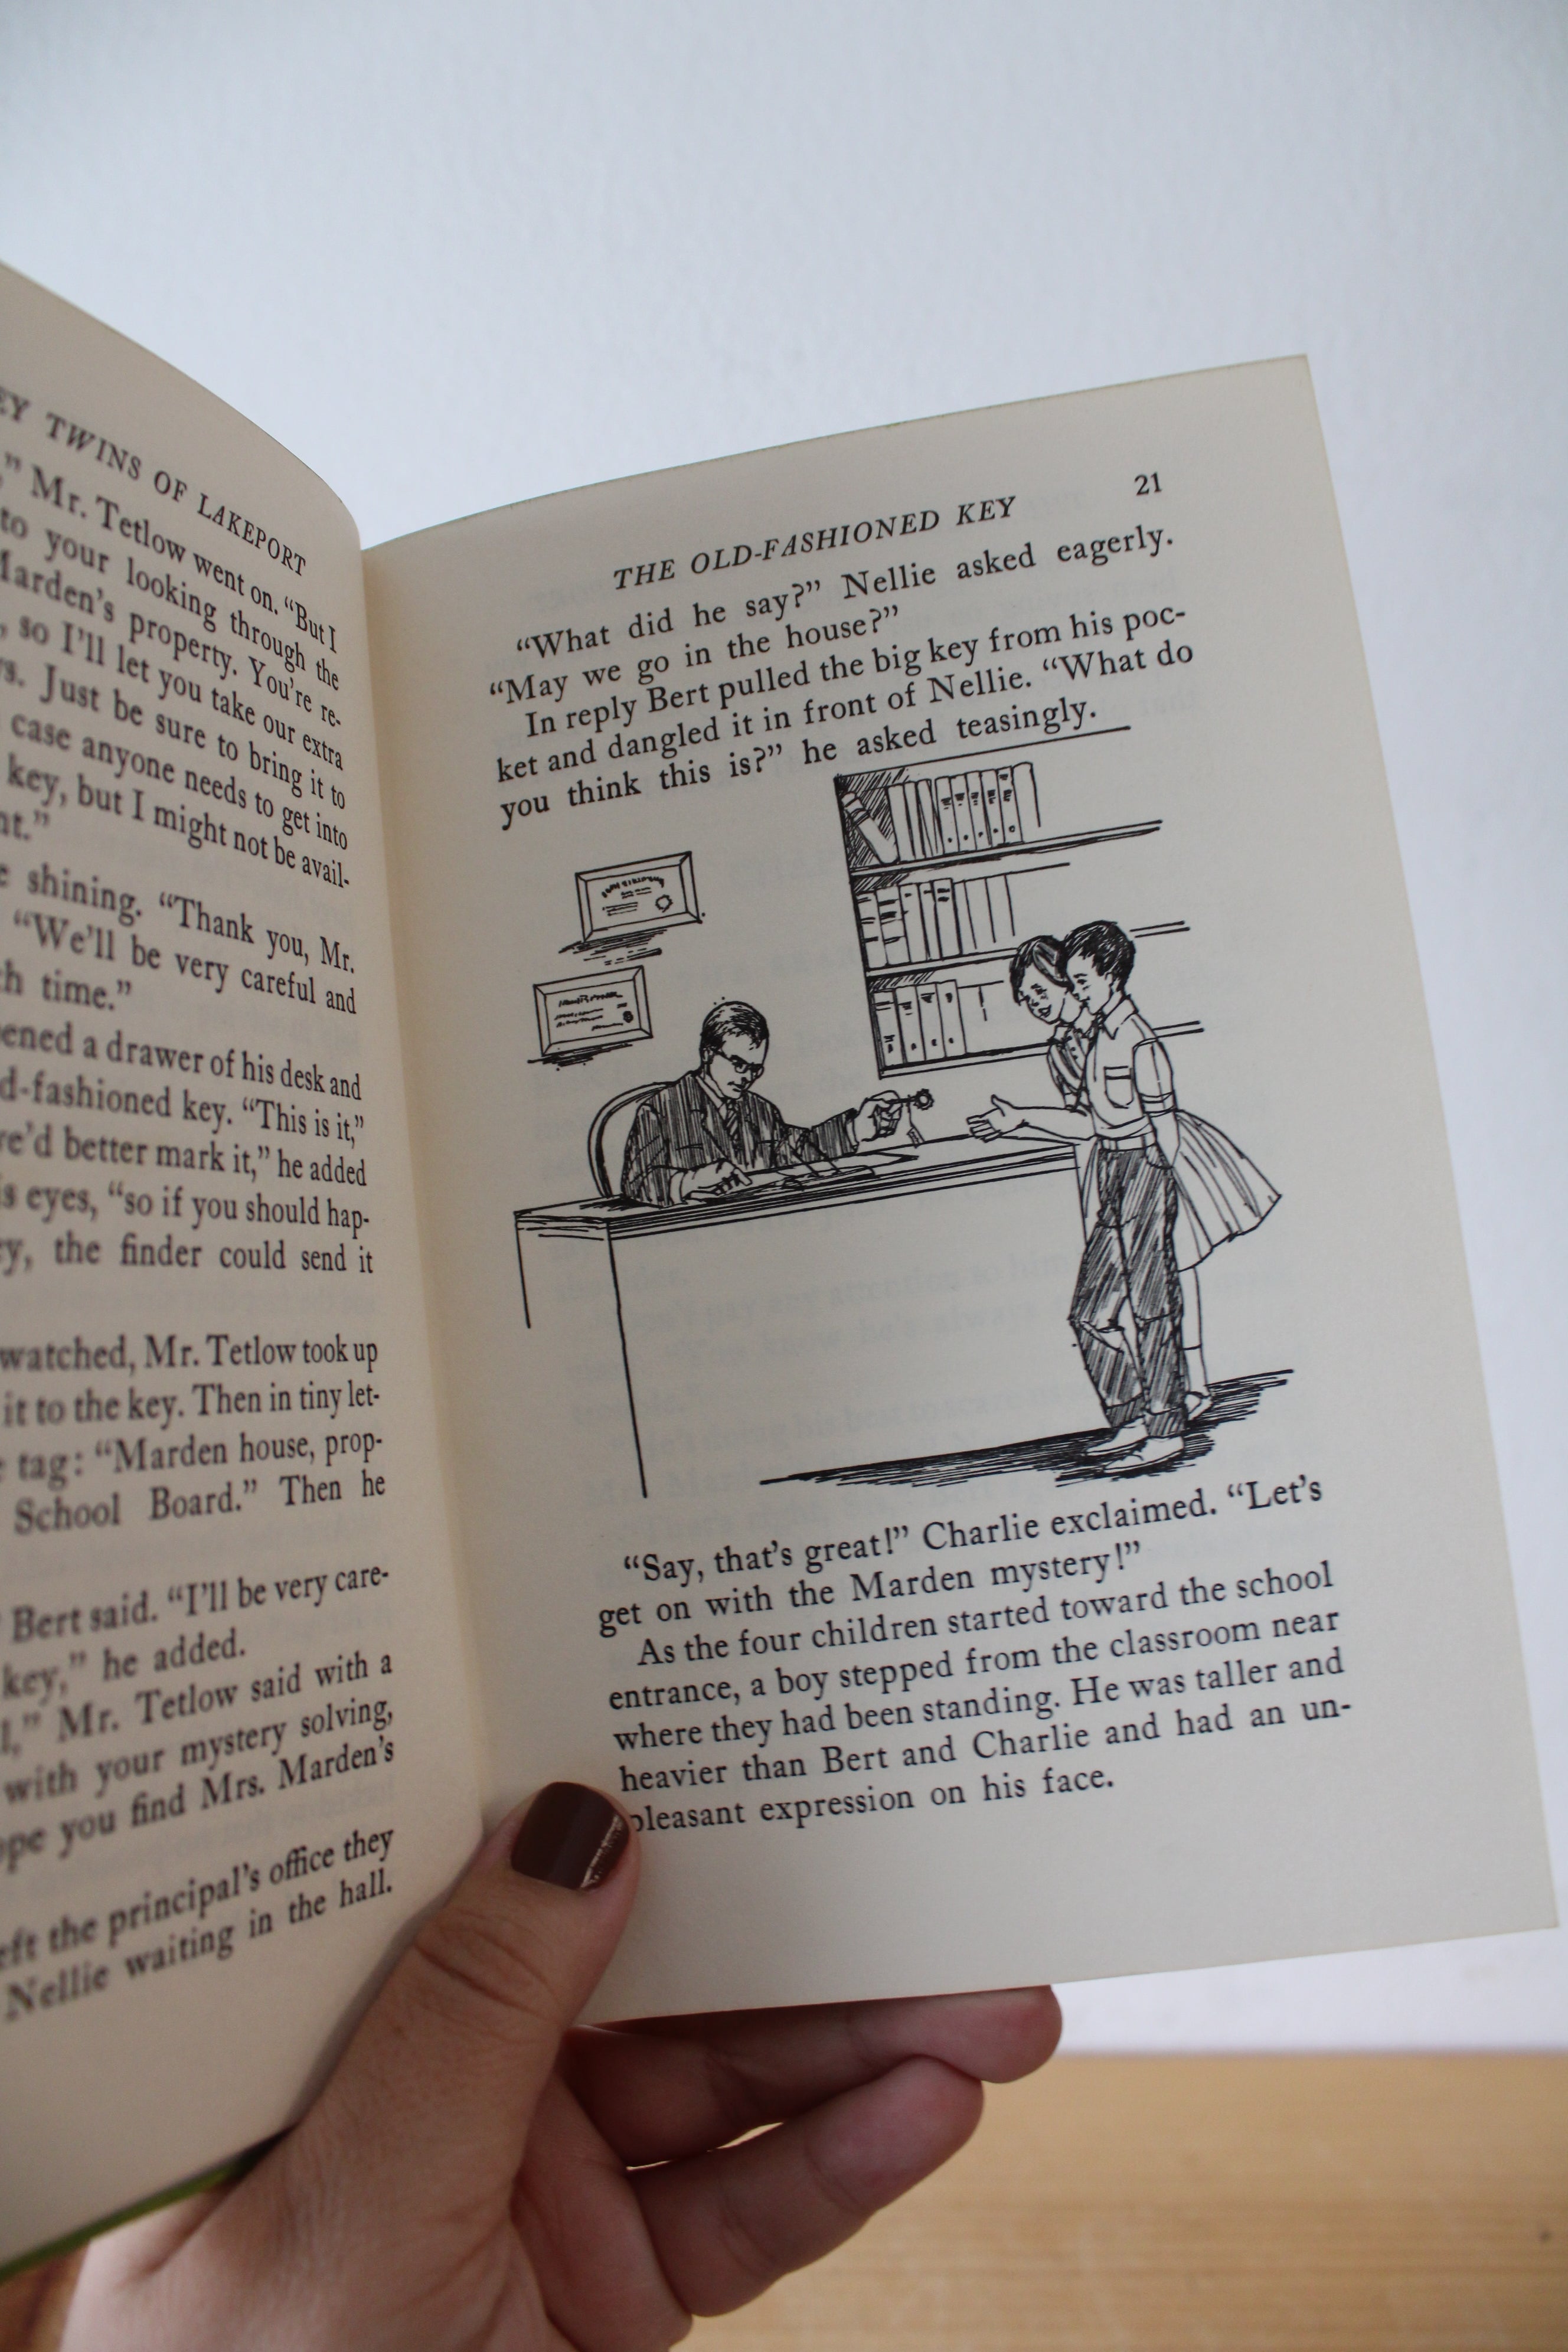 EY TWINS OF LAKEPORT
” Mr. Tetlow went on. “But I
to your looking through the
Marden’s property. You’re re-
, so I’ll let you take our extra
s. Just be sure to bring it to
case anyone needs to get into
key, but I might not be avail-
nt.”
e shining. “Thank you, Mr.
“We’ll be very careful and
ch time.”
pened a drawer of his desk and
d-fashioned key. “This is it,”
we’d better mark it,” he added
is eyes, “so if you should hap-
ey, the finder could send it
watched, Mr. Tetlow took up
it to the key. Then in tiny let-
e tag: “Marden house, prop-
School Board.” Then he
Bert said. “I’ll be very care-
key,” he added.
l,” Mr. Tetlow said with a
with your mystery solving,
ope you find Mrs. Marden’s
eft the principal’s office they
Nellie waiting in the hall.
THE OLD-FASHIONED KEY 21
“What did he say?” Nellie asked eagerly.
“May we go in the house?”
In reply Bert pulled the big key from his poc-
ket and dangled it in front of Nellie. “What do
you think this is?” he asked teasingly.
“Say, that’s great!” Charlie exclaimed. “Let’s
get on with the Marden mystery!”
As the four children started toward the school
entrance, a boy stepped from the classroom near
where they had been standing. He was taller and
heavier than Bert and Charlie and had an un-
pleasant expression on his face.